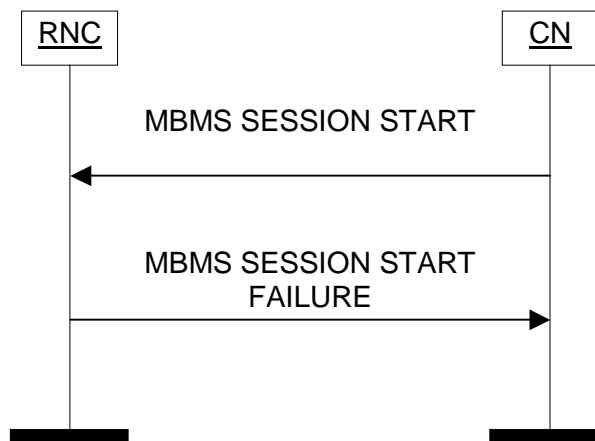 RNC
CN
MBMS SESSION START
MBMS SESSION START
FAILURE